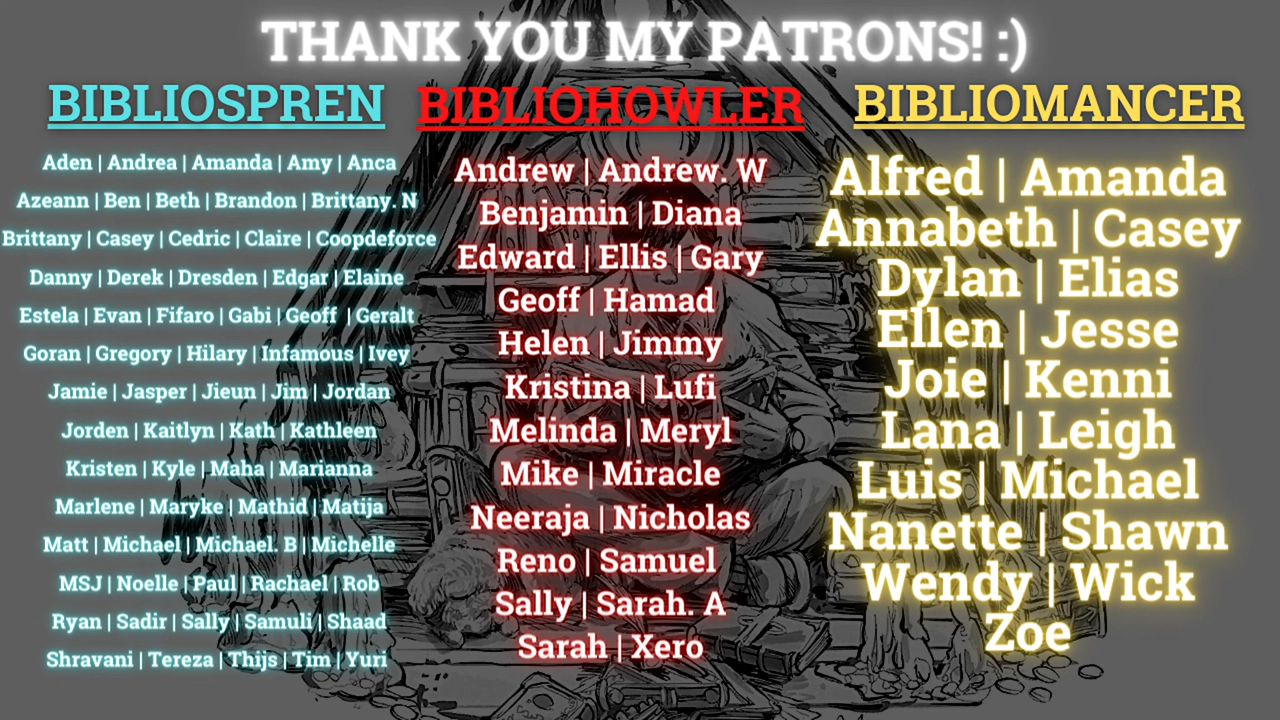 THANK YOU MY PATRONS! :)
BIBLIOSPREN
Aden | Andrea | Amanda | Amy | Anca
Azeann | Ben | Beth | Brandon | Brittany. N
Brittany | Casey | Cedric | Claire | Coopdeforce
Danny | Derek | Dresden | Edgar | Elaine
Estela | Evan | Fifaro | Gabi | Geoff | Geralt
Goran | Gregory | Hilary | Infamous | Ivey
Jamie | Jasper | Jieun | Jim | Jordan
Jorden | Kaitlyn | Kath | Kathleen
Kristen | Kyle | Maha | Marianna
Marlene | Maryke | Mathid | Matija
Matt | Michael | Michael. B | Michelle
MSJ | Noelle | Paul | Rachael | Rob
Ryan | Sadir | Sally | Samuli | Shaad
Shravani | Tereza | Thijs | Tim | Yuri
BIBLIOHOWLER
Andrew | Andrew. W
Benjamin | Diana
Edward | Ellis | Gary
Geoff | Hamad
Helen | Jimmy
Kristina | Lufi
Melinda | Meryl
Mike | Miracle
Neeraja | Nicholas
Reno | Samuel
Sally | Sarah. A
Sarah | Xero
BIBLIOMANCER
Alfred | Amanda
Annabeth | Casey
Dylan | Elias
Ellen | Jesse
Joie | Kenni
Lana | Leigh
Luis | Michael
Nanette | Shawn
Wendy | Wick
Zoe